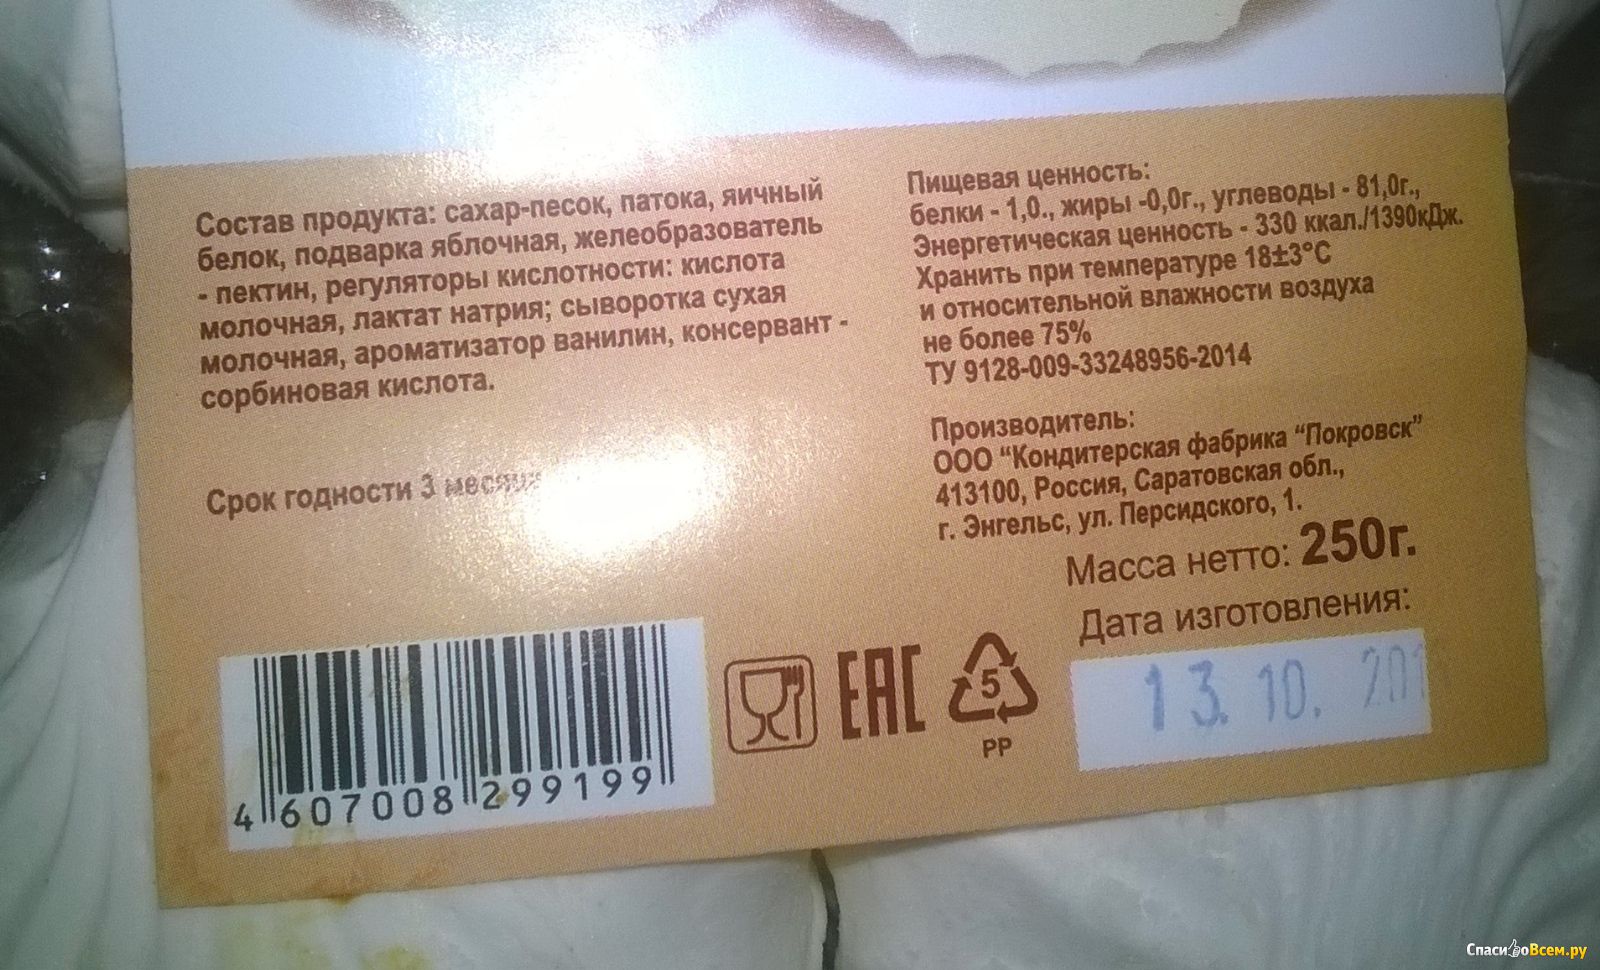 Состав продукта: сахар-песок, патока, яичный
белок, подварка яблочная, желеобразователь
- пектин, регуляторы кислотности: кислота
молочная, лактат натрия; сыворотка сухая
молочная, ароматизатор ванилин, консервант -
сорбиновая кислота.
Срок годности 3
Пищевая ценность:
белки - 1,0., жиры -0,0г., углеводы - 81,0г.,
Энергетическая ценность - 330 ккал./1390кДж.
Хранить при температуре 18±3°С
и относительной влажности воздуха
не более 75%
ТУ 9128-009-33248956-2014
Производитель:
ООО "Кондитерская фабрика "Покровск"
413100, Россия, Саратовская обл.,
г. Энгельс, ул. Персидского, 1.
Масса нетто: 250г.
Дата изготовления:
13. 10.
4 607008 299199
EAC
5
PP
СпасибоВсем.ру